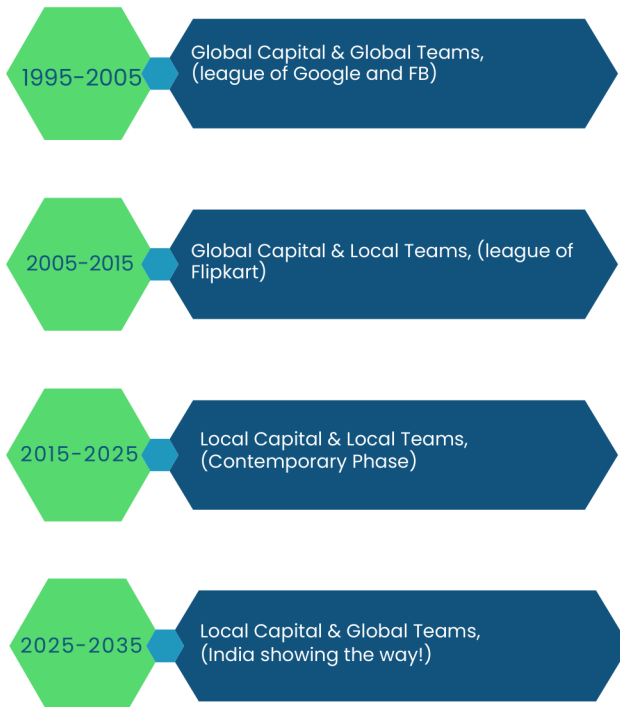 1995-2005
Global Capital & Global Teams,
(league of Google and FB)
2005-2015
Global Capital & Local Teams, (league of
Flipkart)
2015-2025
Local Capital & Local Teams,
(Contemporary Phase)
2025-2035
Local Capital & Global Teams,
(India showing the way!)